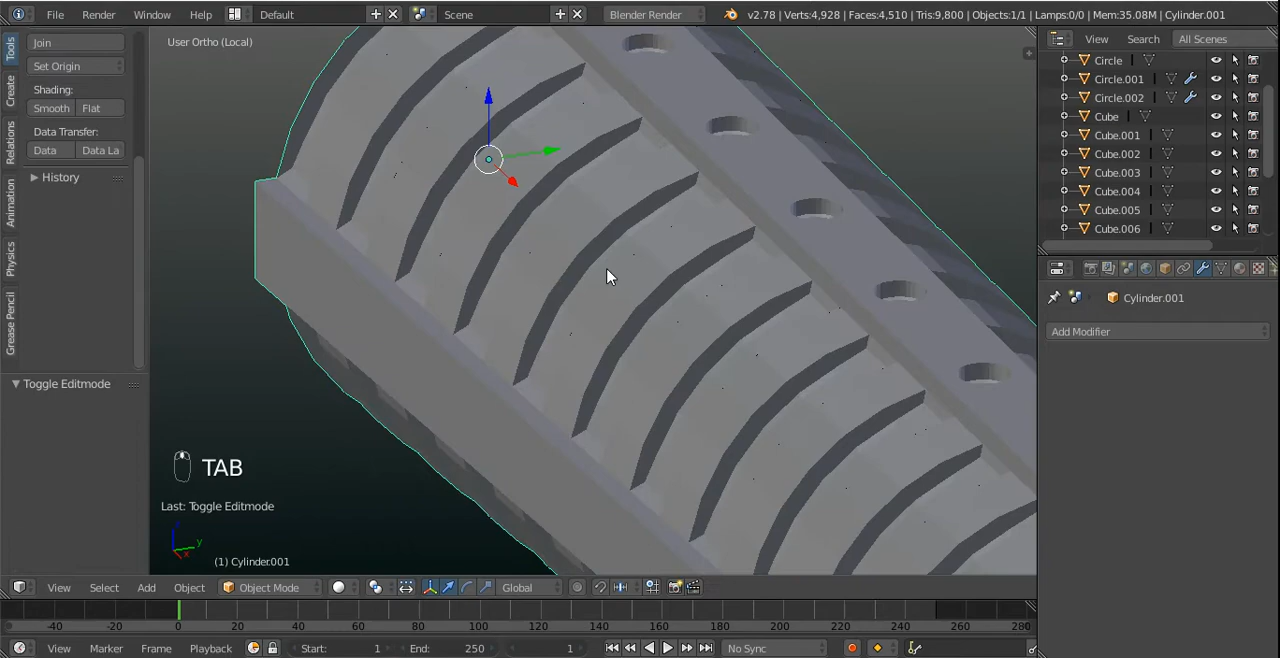 File Render Window Help Default Scene Blender Render v2.78 | Verts:4,928 | Faces:4,510 | Tris:9,800 | Objects:1/1 | Lamps:0/0 | Mem:35.08M | Cylinder.001
Tools
Create
Relations
Animation
Physics
Grease Pencil
Join
Set Origin
Shading:
Smooth Flat
Data Transfer:
Data Data La
History
Toggle Editmode
User Ortho (Local)
TAB
Last: Toggle Editmode
z
y
x
(1) Cylinder.001
View Search All Scenes
Circle
Circle.001
Circle.002
Cube
Cube.001
Cube.002
Cube.003
Cube.004
Cube.005
Cube.006
Cylinder.001
Add Modifier
View Select Add Object Object Mode Global
-40 -20 0 20 40 60 80 100 120 140 160 180 200 220 240 260 280
View Marker Frame Playback Start: 1 End: 250 1 No Sync